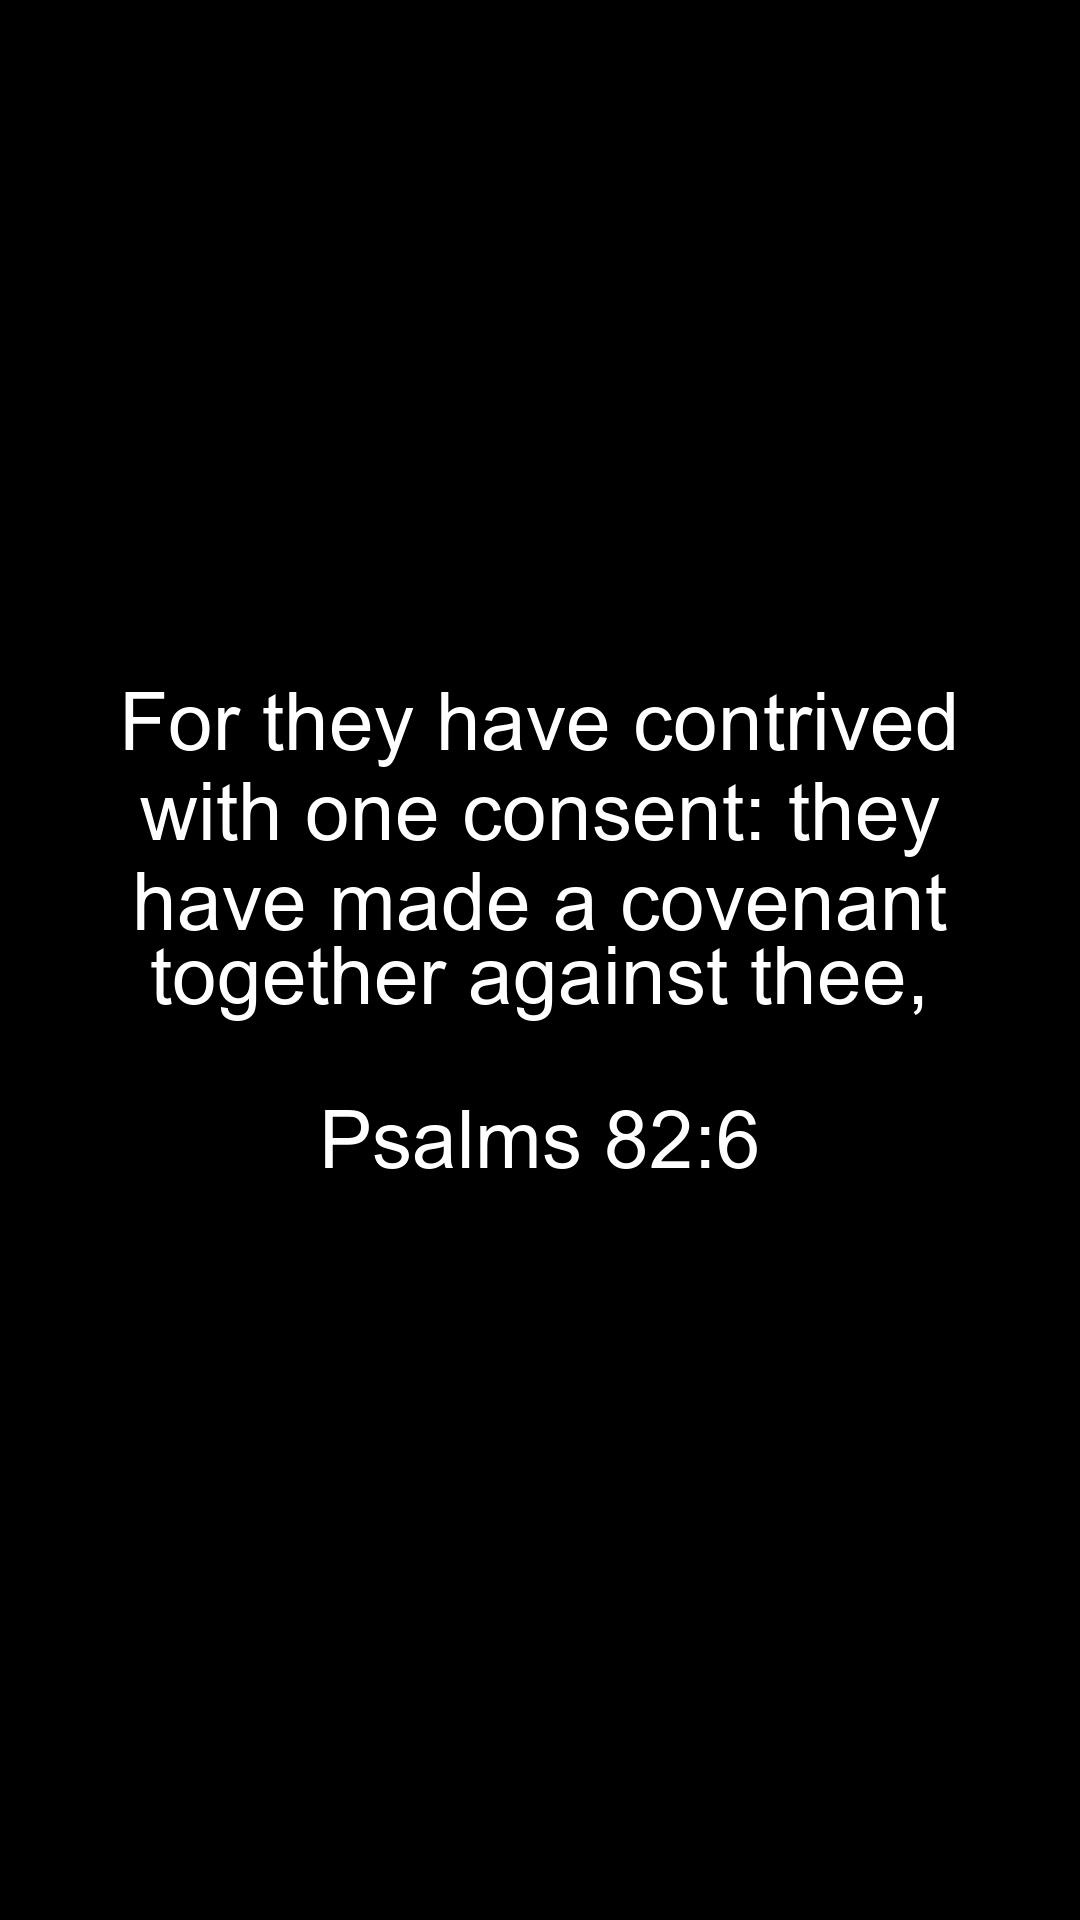 For they have contrived
with one consent: they
have made a covenant
together against thee,
Psalms 82:6